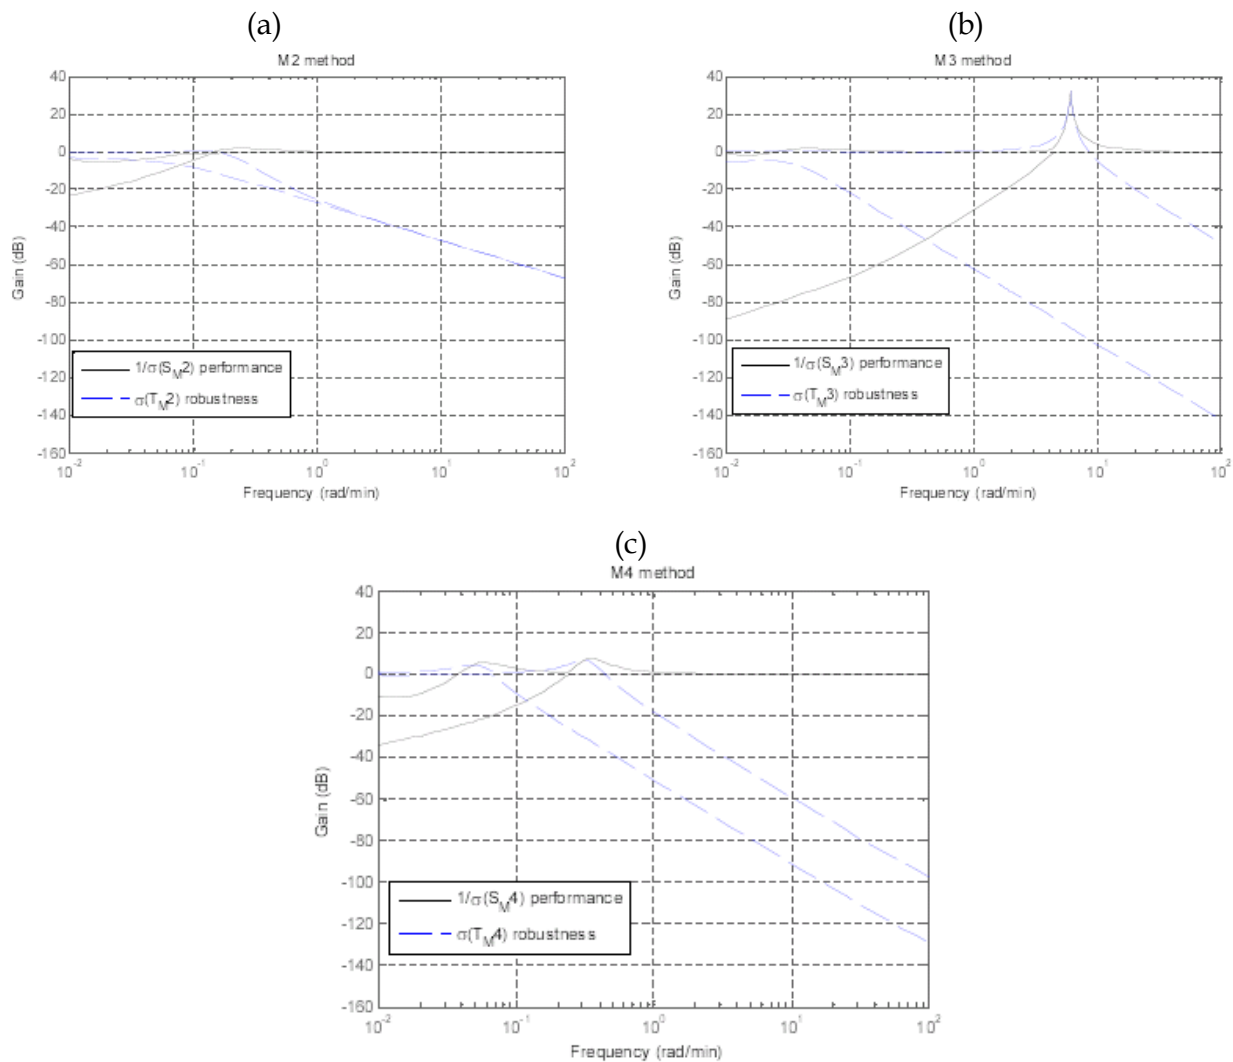 (a)
M2 method
40
20
0
-20
-40
-60
-80
-100
-120
-140
-160
Gain (dB)
1/σ(S_M2) performance
σ(T_M2) robustness
10^-2 10^-1 10^0 10^1 10^2
Frequency (rad/min)
(b)
M3 method
40
20
0
-20
-40
-60
-80
-100
-120
-140
-160
Gain (dB)
1/σ(S_M3) performance
σ(T_M3) robustness
10^-2 10^-1 10^0 10^1 10^2
Frequency (rad/min)
(c)
M4 method
40
20
0
-20
-40
-60
-80
-100
-120
-140
-160
Gain (dB)
1/σ(S_M4) performance
σ(T_M4) robustness
10^-2 10^-1 10^0 10^1 10^2
Frequency (rad/min)